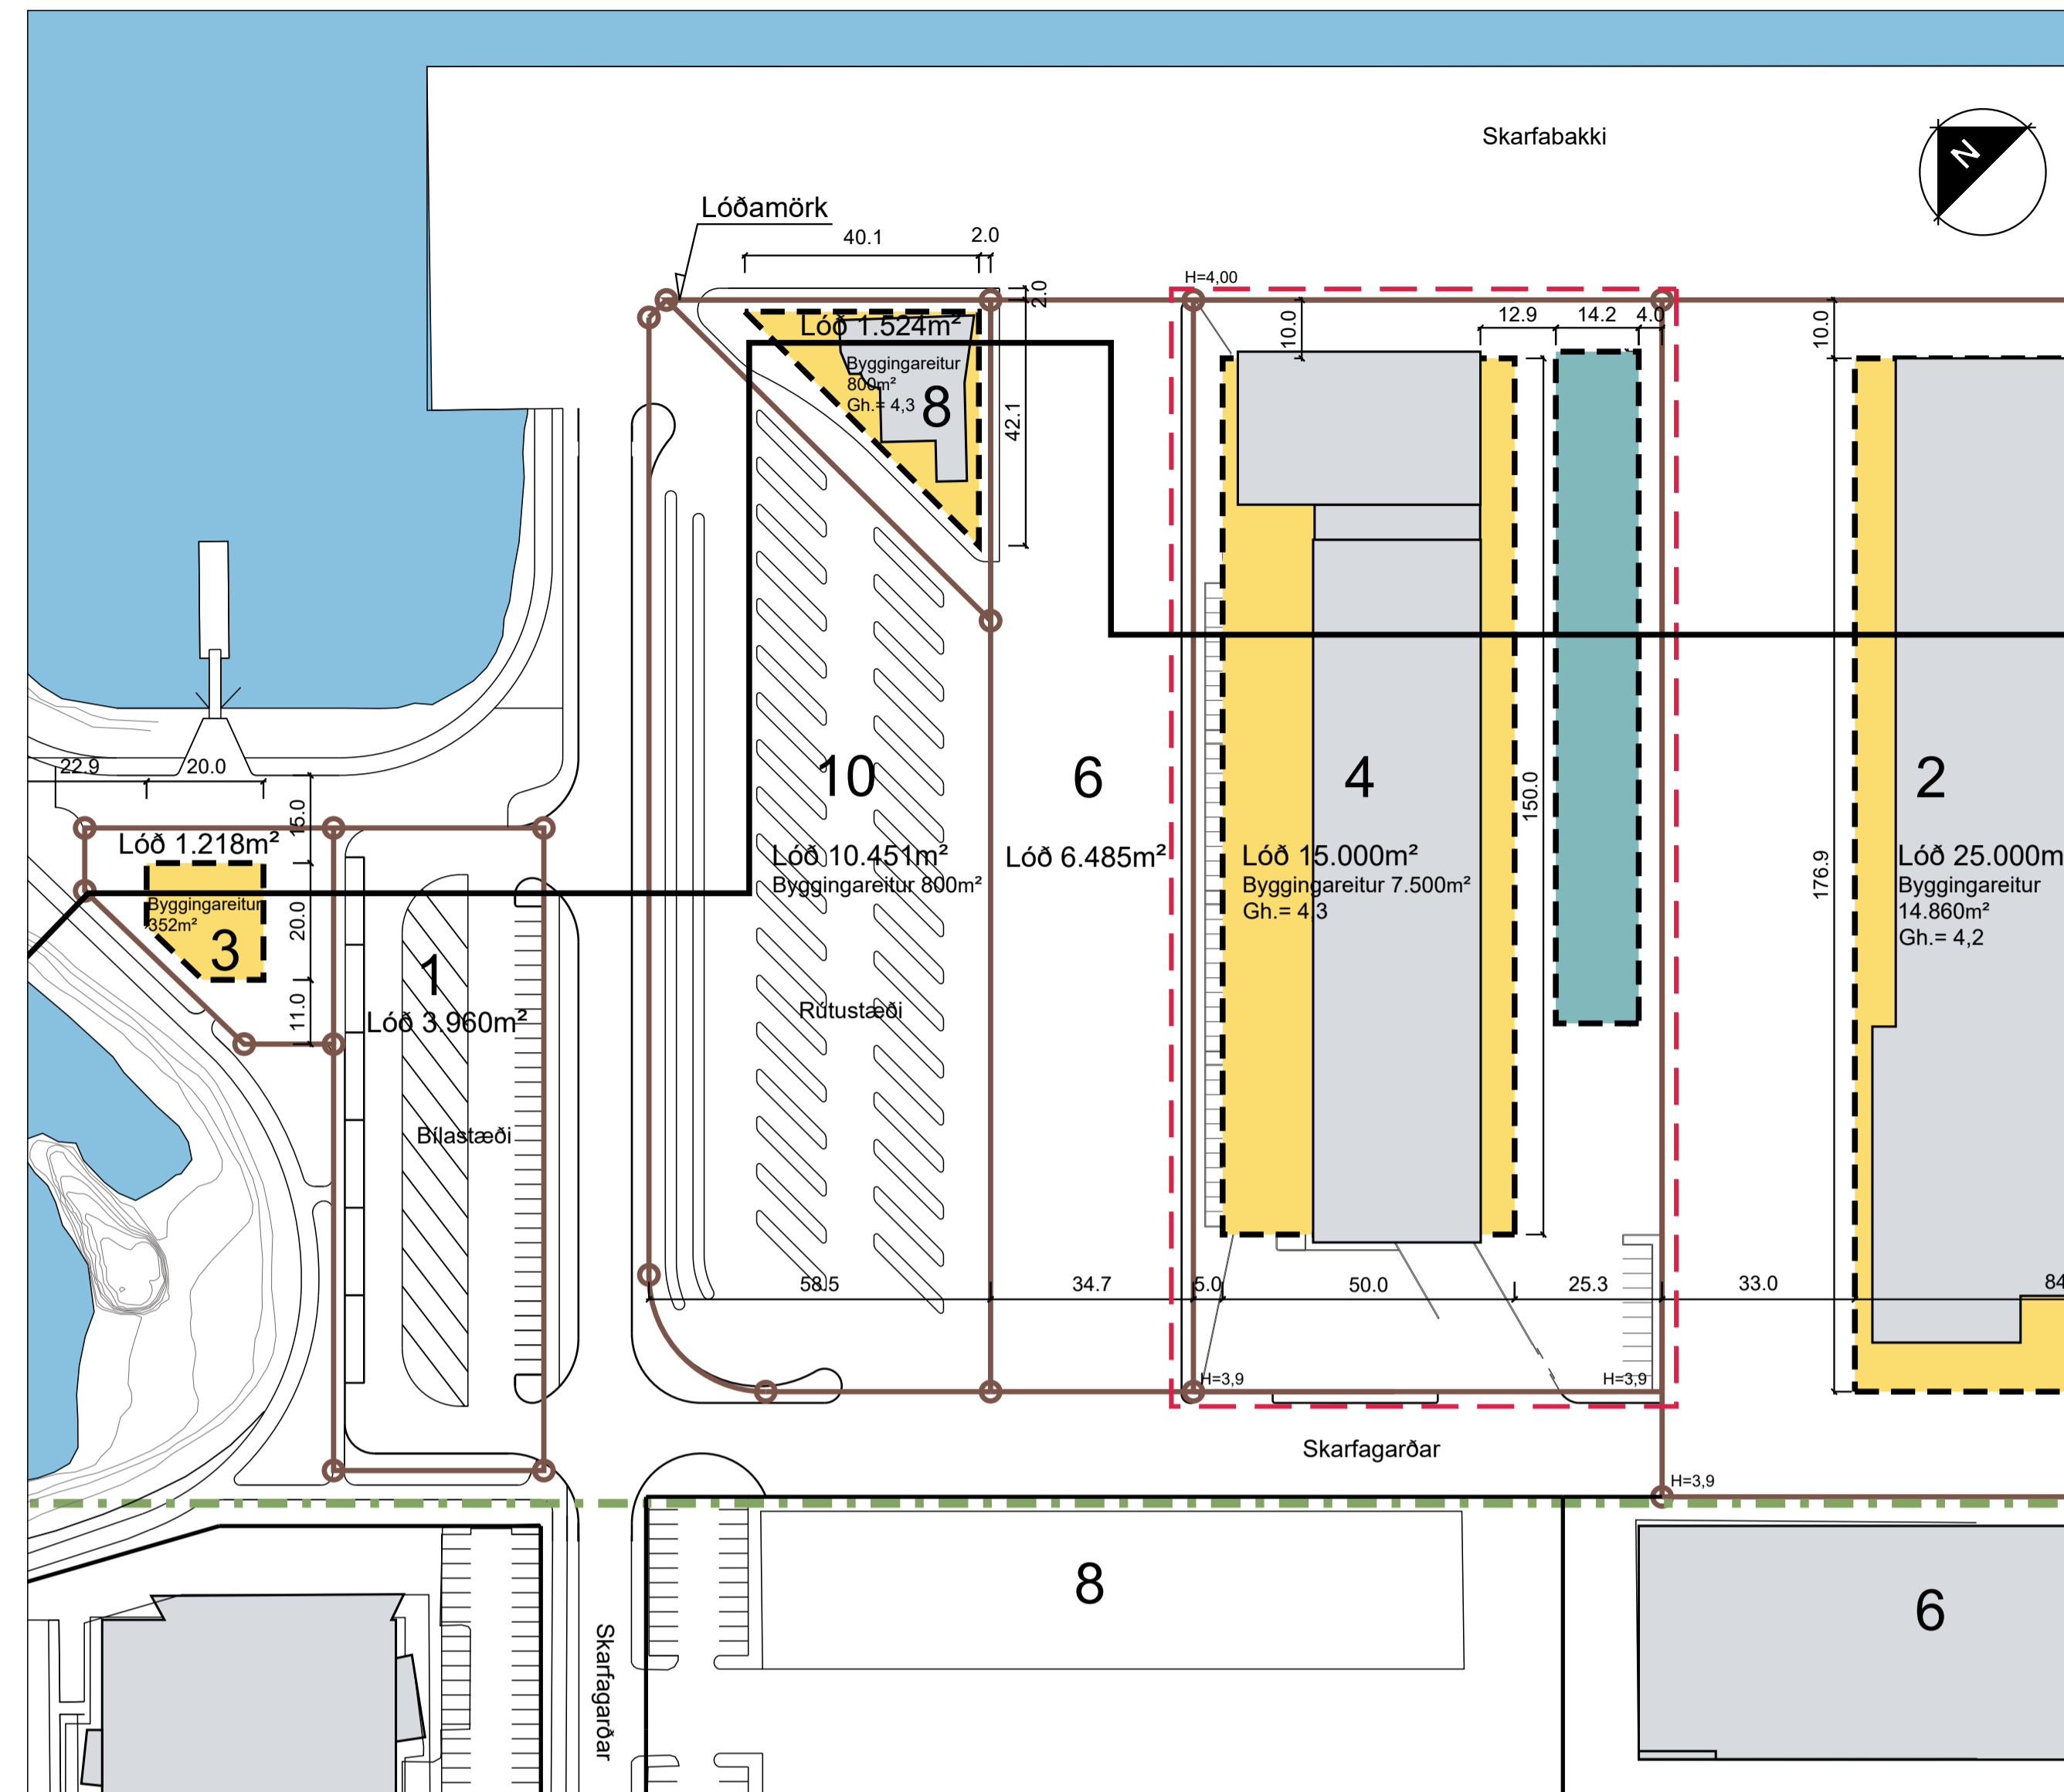 Skarfabakki
N
Lóðamörk
40.1
2.0
2.0
H=4,00
10.0
12.9
14.2
4.0
10.0
Lóð 1.524m²
Byggingareitur
800m²
Gh.= 4,3
8
42.1
22.9
20.0
15.0
10
6
4
150.0
2
Lóð 1.218m²
Byggingareitur
352m²
3
20.0
11.0
1
Lóð 3.960m²
Bílastæði
Lóð 10.451m²
Byggingareitur 800m²
Rútustæði
Lóð 6.485m²
Lóð 15.000m²
Byggingareitur 7.500m²
Gh.= 4.3
176.9
Lóð 25.000m
Byggingareitur
14.860m²
Gh.= 4,2
58.5
34.7
5.0
50.0
25.3
33.0
84
H=3,9
H=3,9
Skarfagarðar
H=3,9
8
6
Skarfagarðar